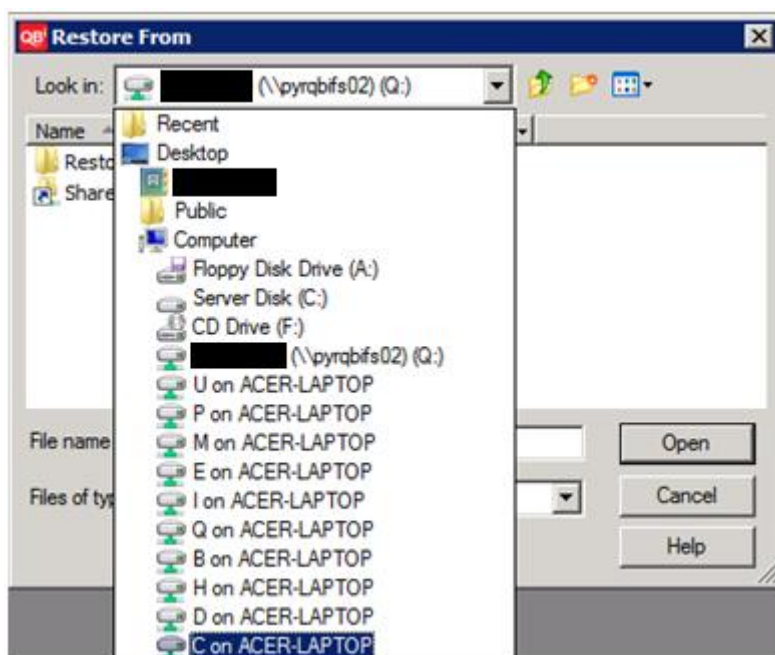 QBi Restore From
Look in: (\\pyrqbifs02) (Q:)
Name
Recent
Desktop
Resto
Share
Public
Computer
Floppy Disk Drive (A:)
Server Disk (C:)
CD Drive (F:)
(\\pyrqbifs02) (Q:)
U on ACER-LAPTOP
P on ACER-LAPTOP
M on ACER-LAPTOP
File name
Open
E on ACER-LAPTOP
Files of typ
I on ACER-LAPTOP
Cancel
Q on ACER-LAPTOP
B on ACER-LAPTOP
Help
H on ACER-LAPTOP
D on ACER-LAPTOP
C on ACER-LAPTOP